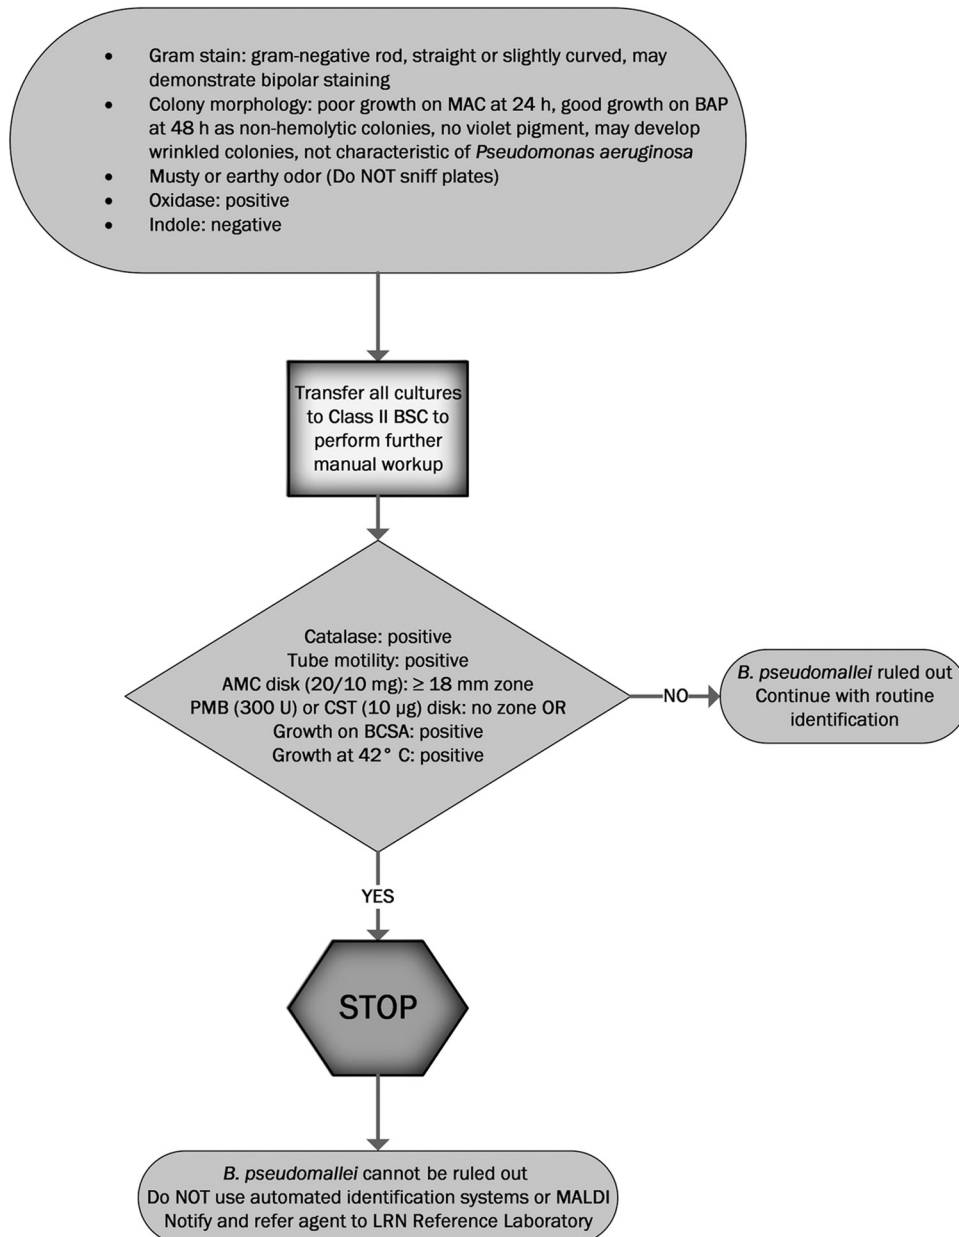 • Gram stain: gram-negative rod, straight or slightly curved, may
demonstrate bipolar staining
• Colony morphology: poor growth on MAC at 24 h, good growth on BAP
at 48 h as non-hemolytic colonies, no violet pigment, may develop
wrinkled colonies, not characteristic of Pseudomonas aeruginosa
• Musty or earthy odor (Do NOT sniff plates)
• Oxidase: positive
• Indole: negative
Transfer all cultures
to Class II BSC to
perform further
manual workup
Catalase: positive
Tube motility: positive
AMC disk (20/10 mg): ≥ 18 mm zone
PMB (300 U) or CST (10 µg) disk: no zone OR
Growth on BCSA: positive
Growth at 42° C: positive
NO
B. pseudomallei ruled out
Continue with routine
identification
YES
STOP
B. pseudomallei cannot be ruled out
Do NOT use automated identification systems or MALDI
Notify and refer agent to LRN Reference Laboratory